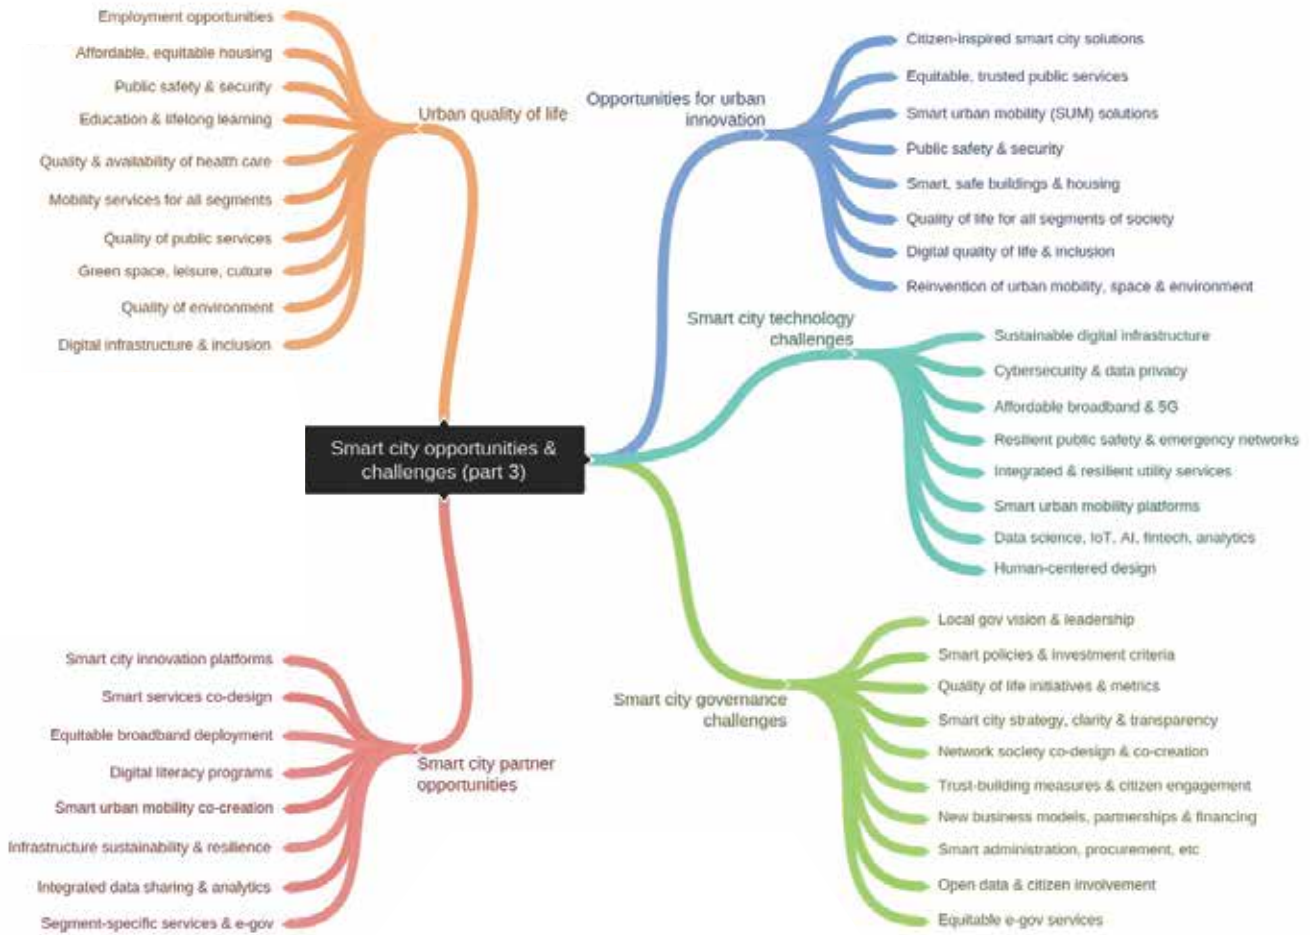 Smart city opportunities &
challenges (part 3)
Urban quality of life
Employment opportunities
Affordable, equitable housing
Public safety & security
Education & lifelong learning
Quality & availability of health care
Mobility services for all segments
Quality of public services
Green space, leisure, culture
Quality of environment
Digital infrastructure & inclusion
Opportunities for urban
innovation
Citizen-inspired smart city solutions
Equitable, trusted public services
Smart urban mobility (SUM) solutions
Public safety & security
Smart, safe buildings & housing
Quality of life for all segments of society
Digital quality of life & inclusion
Reinvention of urban mobility, space & environment
Smart city technology
challenges
Sustainable digital infrastructure
Cybersecurity & data privacy
Affordable broadband & 5G
Resilient public safety & emergency networks
Integrated & resilient utility services
Smart urban mobility platforms
Data science, IoT, AI, fintech, analytics
Human-centered design
Smart city governance
challenges
Local gov vision & leadership
Smart policies & investment criteria
Quality of life initiatives & metrics
Smart city strategy, clarity & transparency
Network society co-design & co-creation
Trust-building measures & citizen engagement
New business models, partnerships & financing
Smart administration, procurement, etc
Open data & citizen involvement
Equitable e-gov services
Smart city partner
opportunities
Smart city innovation platforms
Smart services co-design
Equitable broadband deployment
Digital literacy programs
Smart urban mobility co-creation
Infrastructure sustainability & resilience
Integrated data sharing & analytics
Segment-specific services & e-gov